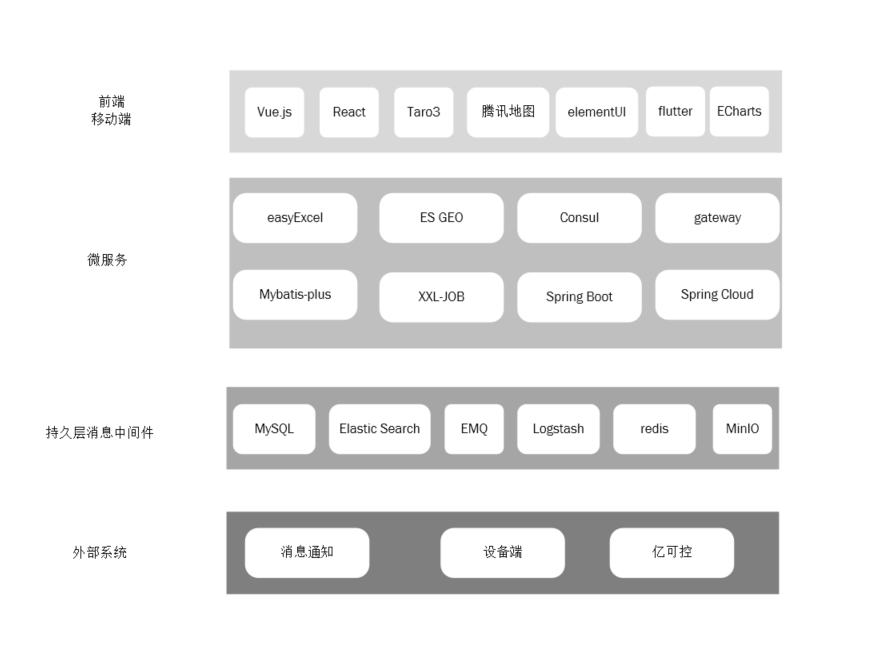 前端
移动端
Vue.js
React
Taro3
腾讯地图
elementUI
flutter
ECharts
微服务
easyExcel
ES GEO
Consul
gateway
Mybatis-plus
XXL-JOB
Spring Boot
Spring Cloud
持久层消息中间件
MySQL
Elastic Search
EMQ
Logstash
redis
MinIO
外部系统
消息通知
设备端
亿可控